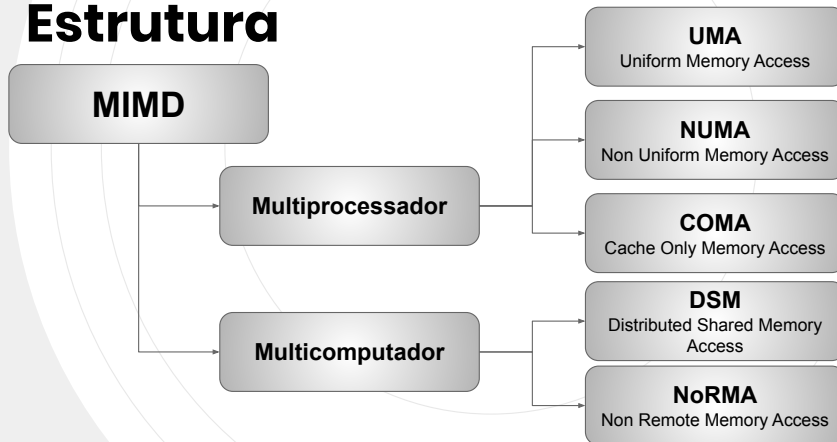 Estrutura
MIMD
Multiprocessador
Multicomputador
UMA
Uniform Memory Access
NUMA
Non Uniform Memory Access
COMA
Cache Only Memory Access
DSM
Distributed Shared Memory
Access
NoRMA
Non Remote Memory Access